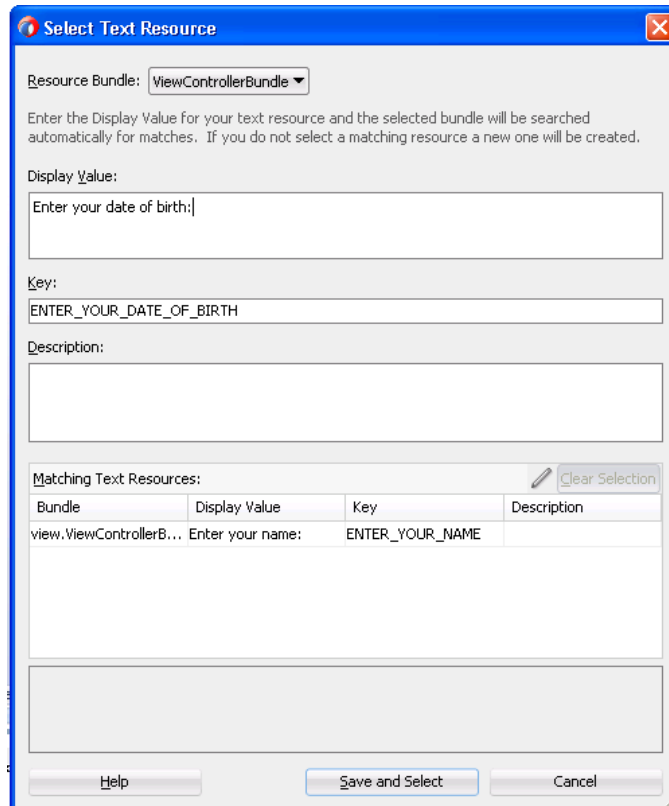 Select Text Resource
Resource Bundle: ViewControllerBundle
Enter the Display Value for your text resource and the selected bundle will be searched
automatically for matches. If you do not select a matching resource a new one will be created.
Display Value:
Enter your date of birth:
Key:
ENTER_YOUR_DATE_OF_BIRTH
Description:
Matching Text Resources: Clear Selection
Bundle Display Value Key Description
view.ViewControllerB... Enter your name: ENTER_YOUR_NAME
Help Save and Select Cancel